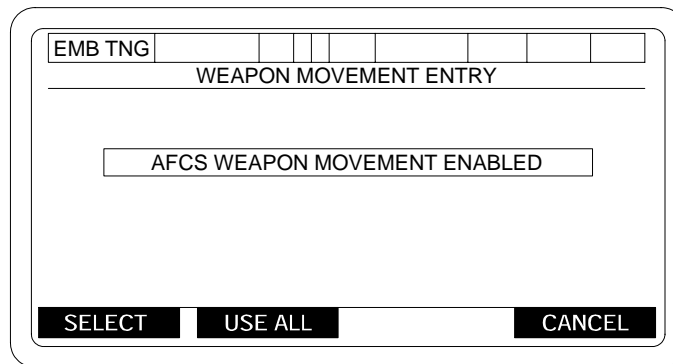 EMB TNG
WEAPON MOVEMENT ENTRY
AFCS WEAPON MOVEMENT ENABLED
SELECT USE ALL CANCEL